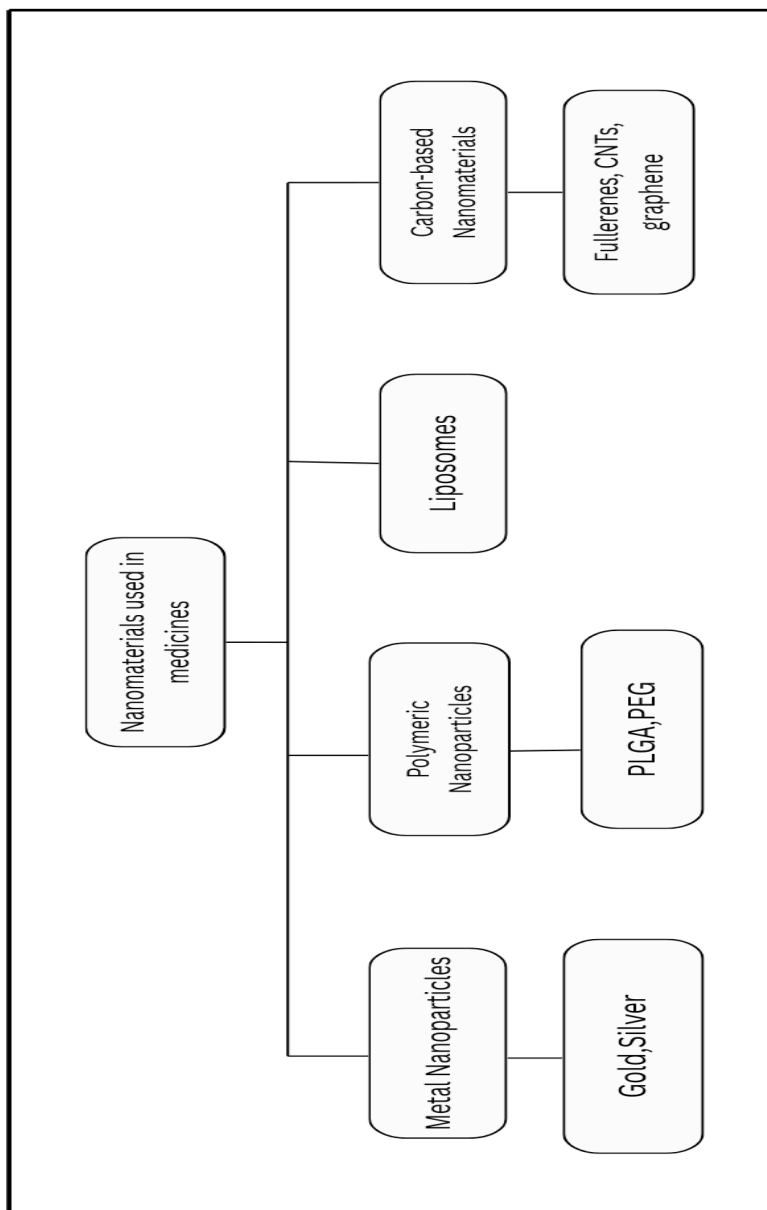 Nanomaterials used in
medicines
Metal Nanoparticles
Polymeric
Nanoparticles
Liposomes
Carbon-based
Nanomaterials
Gold,Silver
PLGA,PEG
Fullerenes, CNTs,
graphene